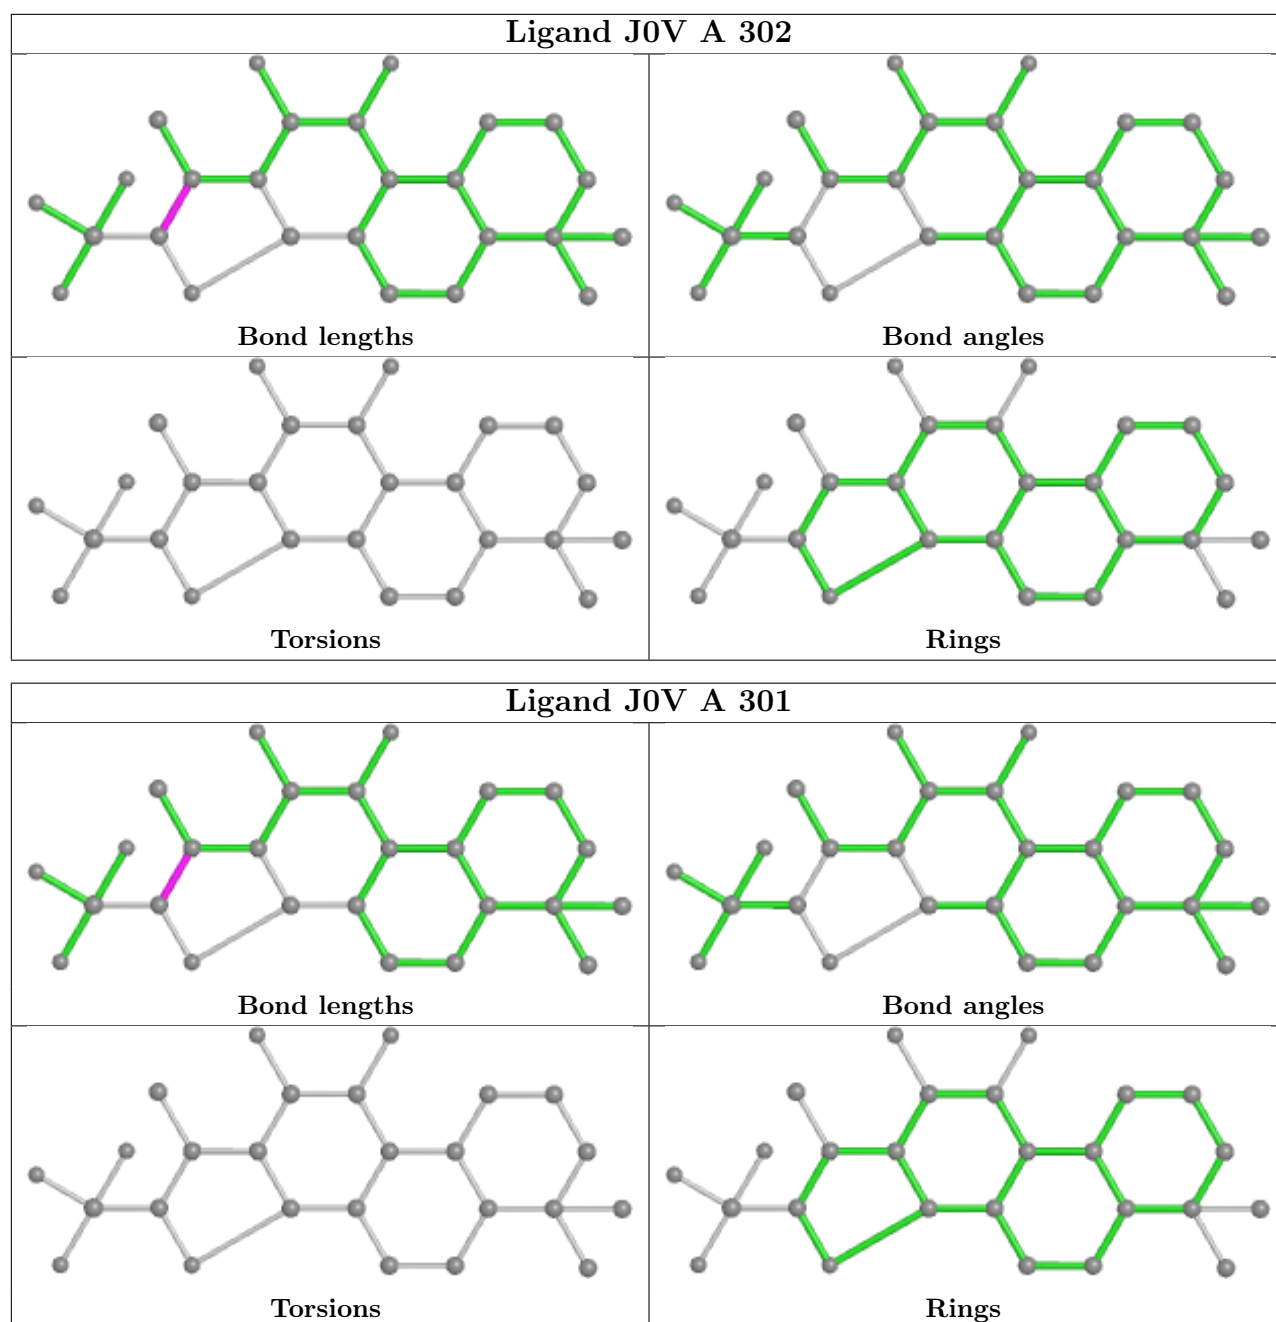 Ligand J0V A 302
Bond lengths
Bond angles
Torsions
Rings
Ligand J0V A 301
Bond lengths
Bond angles
Torsions
Rings